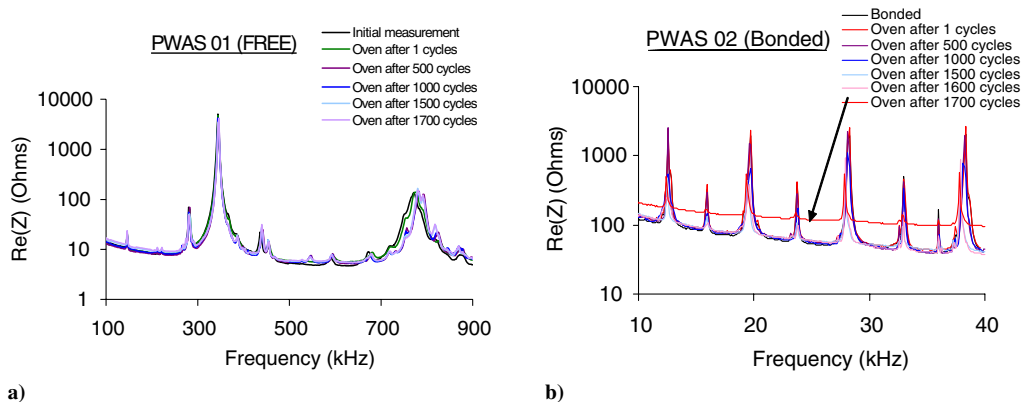 PWAS 01 (FREE)
Initial measurement
Oven after 1 cycles
Oven after 500 cycles
Oven after 1000 cycles
Oven after 1500 cycles
Oven after 1700 cycles
Re(Z) (Ohms)
10000
1000
100
10
1
100 300 500 700 900
Frequency (kHz)
a)
PWAS 02 (Bonded)
Bonded
Oven after 1 cycles
Oven after 500 cycles
Oven after 1000 cycles
Oven after 1500 cycles
Oven after 1600 cycles
Oven after 1700 cycles
Re(Z) (Ohms)
10000
1000
100
10
10 20 30 40
Frequency (kHz)
b)